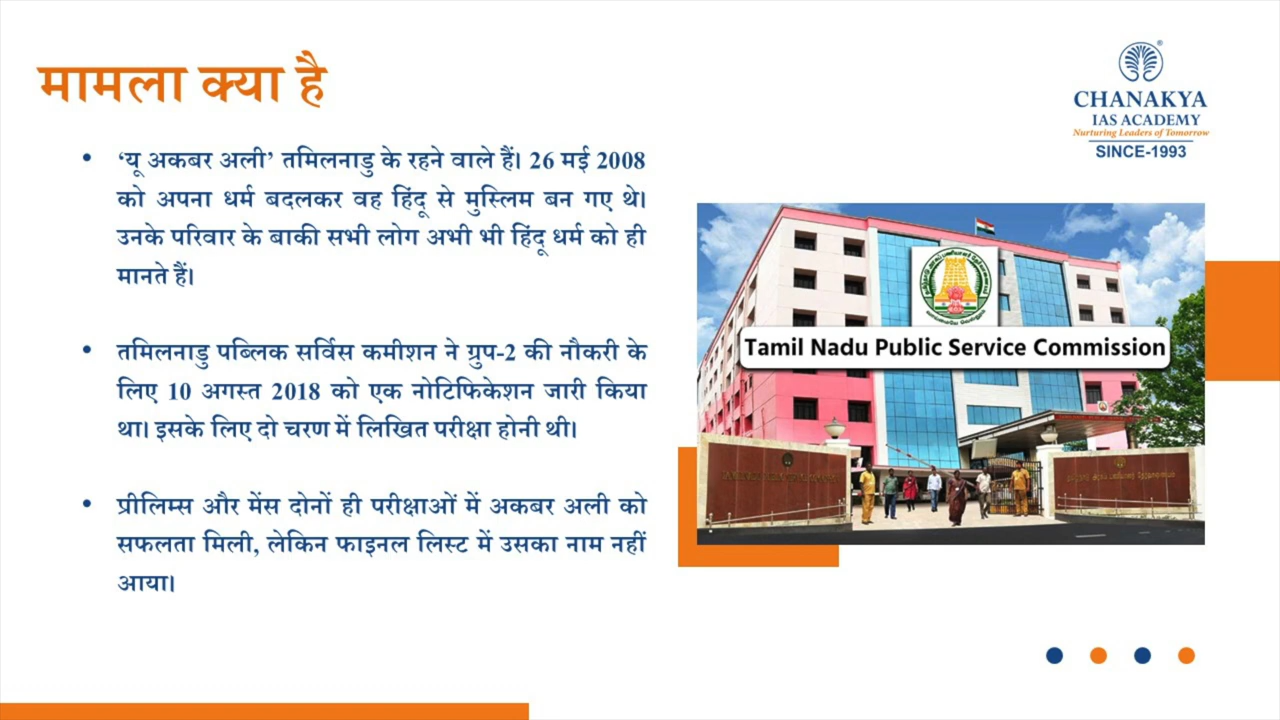 मामला क्या है
CHANAKYA
IAS ACADEMY
Nurturing Leaders of Tomorrow
SINCE-1993
• ‘यू अकबर अली’ तमिलनाडु के रहने वाले हैं। 26 मई 2008
को अपना धर्म बदलकर वह हिंदू से मुस्लिम बन गए थे।
उनके परिवार के बाकी सभी लोग अभी भी हिंदू धर्म को ही
मानते हैं।
• तमिलनाडु पब्लिक सर्विस कमीशन ने ग्रुप-2 की नौकरी के
लिए 10 अगस्त 2018 को एक नोटिफिकेशन जारी किया
था। इसके लिए दो चरण में लिखित परीक्षा होनी थी।
• प्रीलिम्स और मेंस दोनों ही परीक्षाओं में अकबर अली को
सफलता मिली, लेकिन फाइनल लिस्ट में उसका नाम नहीं
आया।
Tamil Nadu Public Service Commission